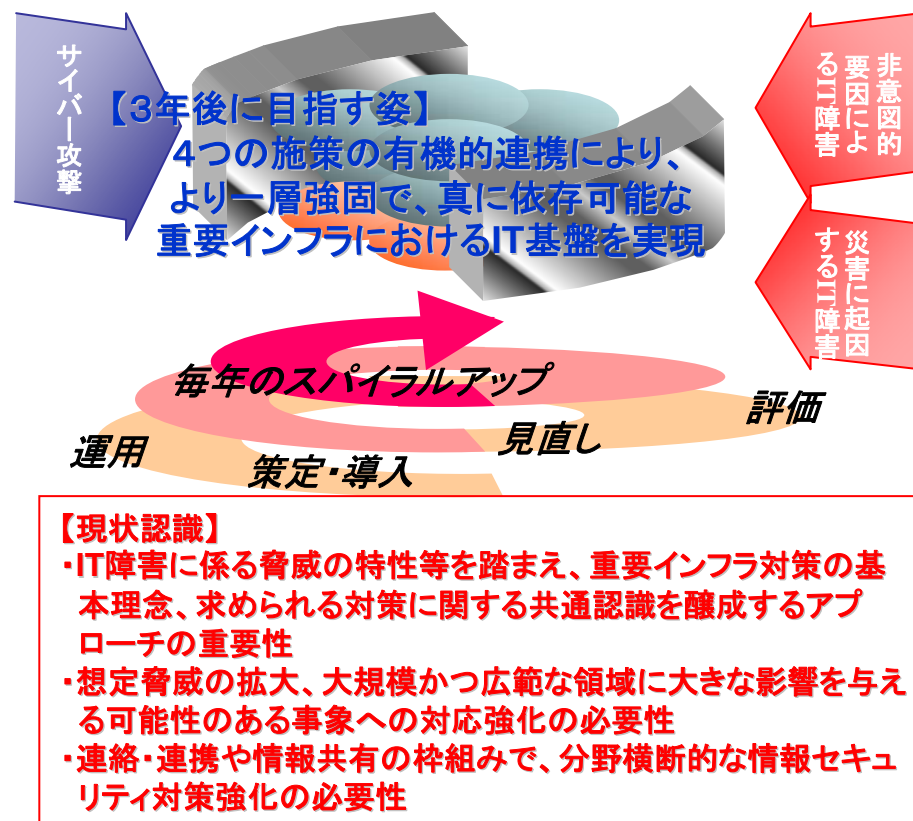 サイバー攻撃
【３年後に目指す姿】
４つの施策の有機的連携により、
より一層強固で、真に依存可能な
重要インフラにおけるIT基盤を実現
非意図的
要因によ
るIT障害
災害に起因
するIT障害
毎年のスパイラルアップ
評価
見直し
運用
策定・導入
【現状認識】
・IT障害に係る脅威の特性等を踏まえ、重要インフラ対策の基
本理念、求められる対策に関する共通認識を醸成するアプ
ローチの重要性
・想定脅威の拡大、大規模かつ広範な領域に大きな影響を与え
る可能性のある事象への対応強化の必要性
・連絡・連携や情報共有の枠組みで、分野横断的な情報セキュ
リティ対策強化の必要性